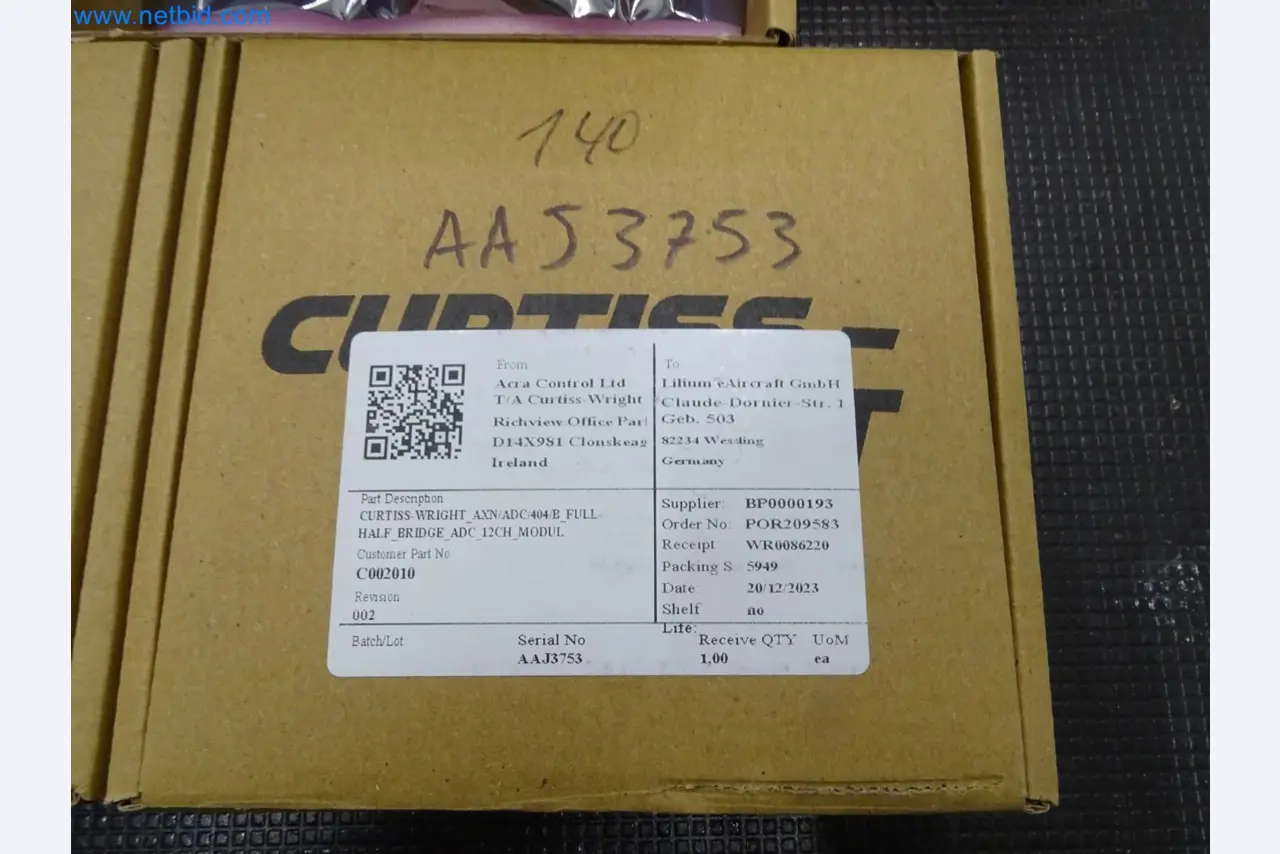 www.netbid.com
140
AAJ3753
CURTISS-
From
Acra Control Ltd
T/A Curtiss-Wright
Richview Office Par
D14X981 Clonskeag
Ireland
To
Lilium eAircraft GmbH
Claude-Dornier-Str. 1
Geb. 503
82234 Wessling
Germany
Part Description
CURTISS-WRIGHT_AXN/ADC/404/B_FULL-
HALF_BRIDGE_ADC_12CH_MODUL
Customer Part No
C002010
Revision
002
Supplier: BP0000193
Order No: POR209583
Receipt WR0086220
Packing S 5949
Date 20/12/2023
Shelf no
Life:
Batch/Lot
Serial No
AAJ3753
Receive QTY UoM
1,00 ea